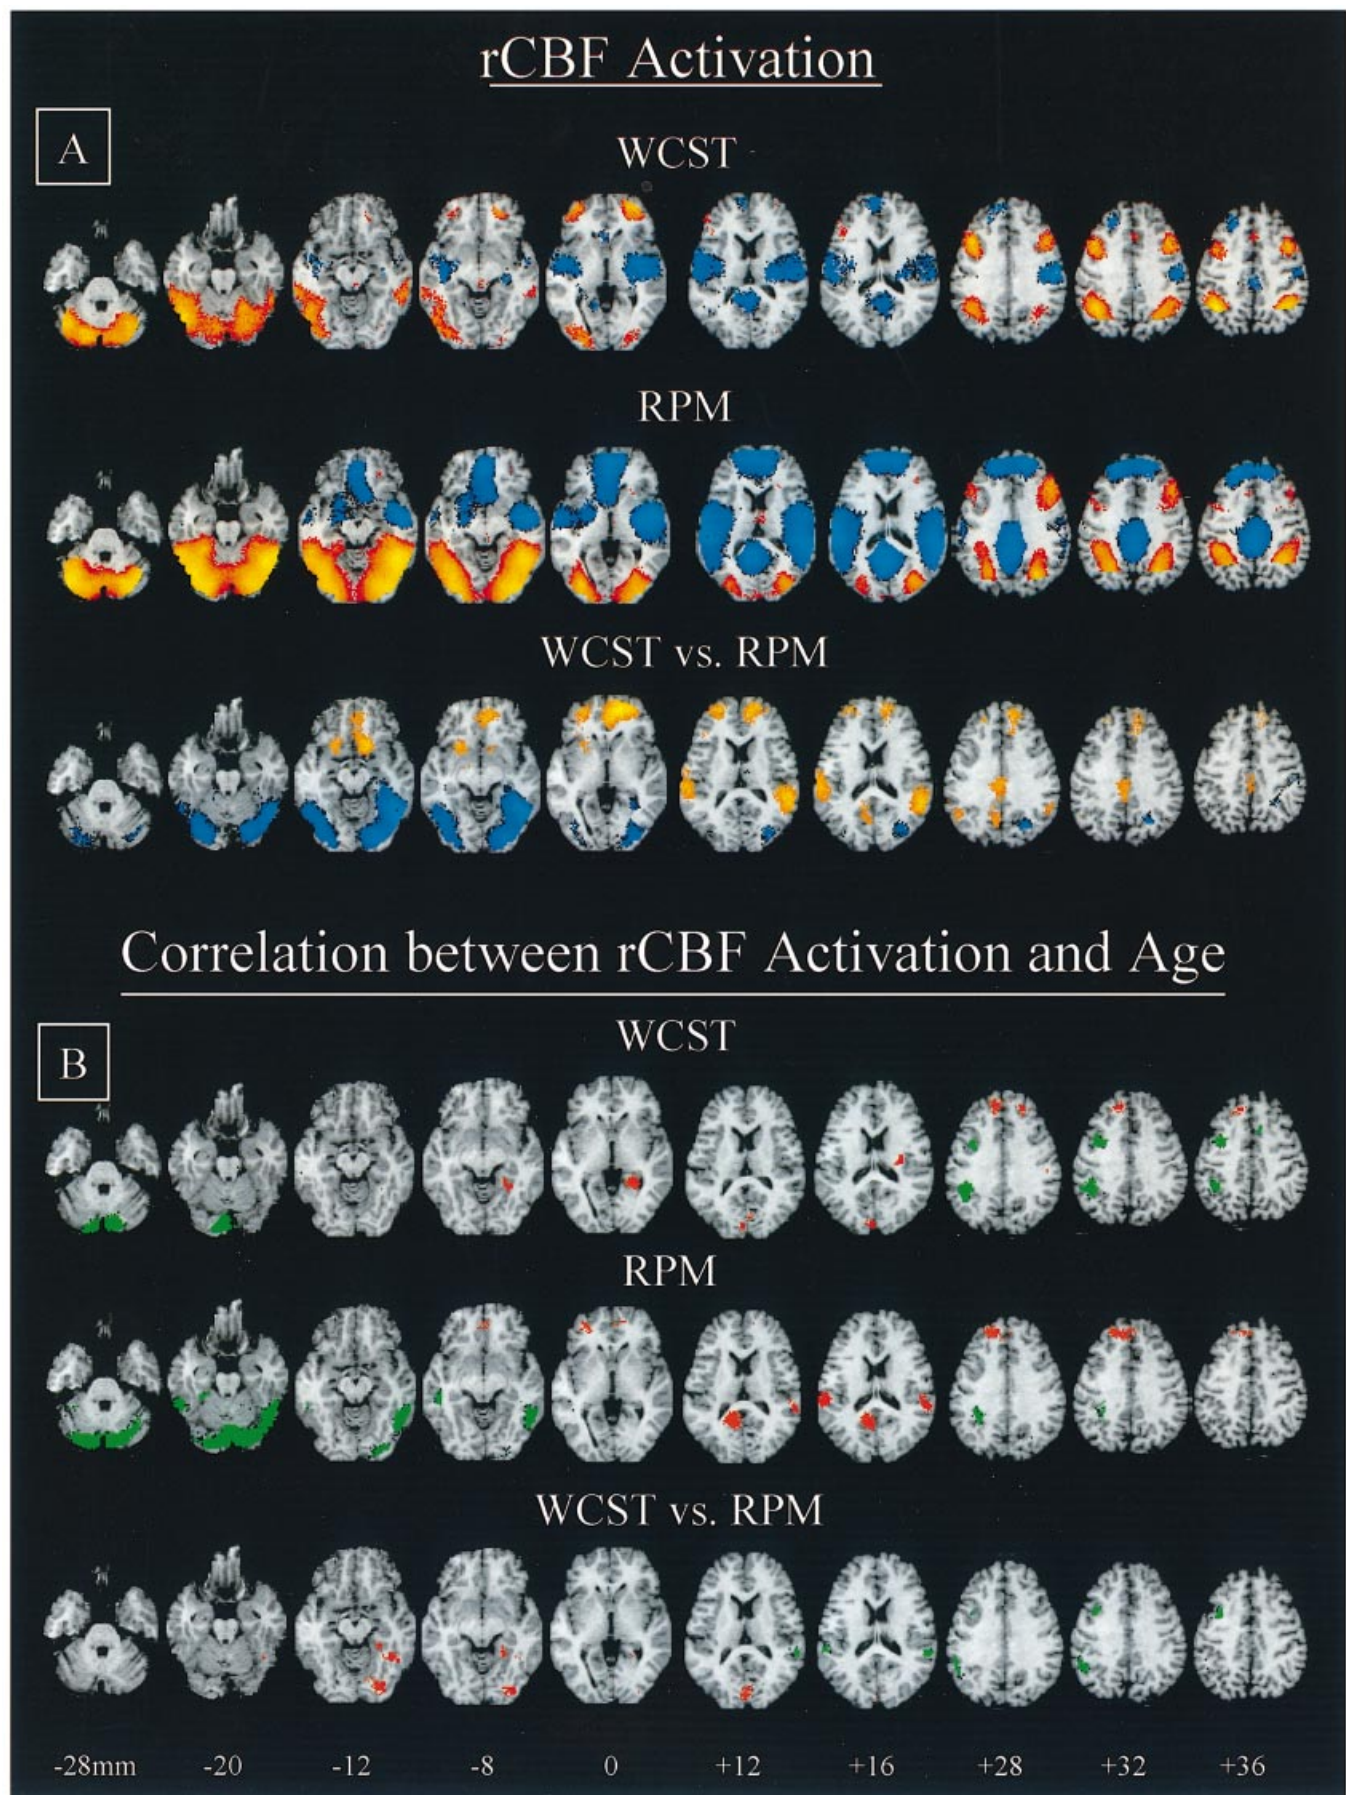 rCBF Activation
A
WCST
RPM
WCST vs. RPM
Correlation between rCBF Activation and Age
B
WCST
RPM
WCST vs. RPM
-28mm -20 -12 -8 0 +12 +16 +28 +32 +36